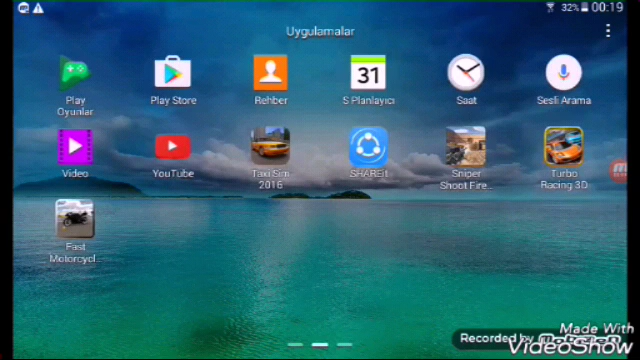 32% 00:19
Uygulamalar
31
Play Oyunlar
Play Store
Rehber
S Planlayıcı
Saat
Sesli Arama
Video
YouTube
Taxi Sim 2016
SHAREit
Sniper Shoot Fire...
Turbo Racing 3D
Fast Motorcycl...
Made With
Recorded by
VideoShow